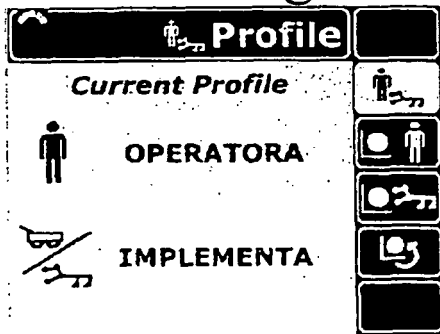 Profile
Current Profile
OPERATORA
IMPLEMENTA